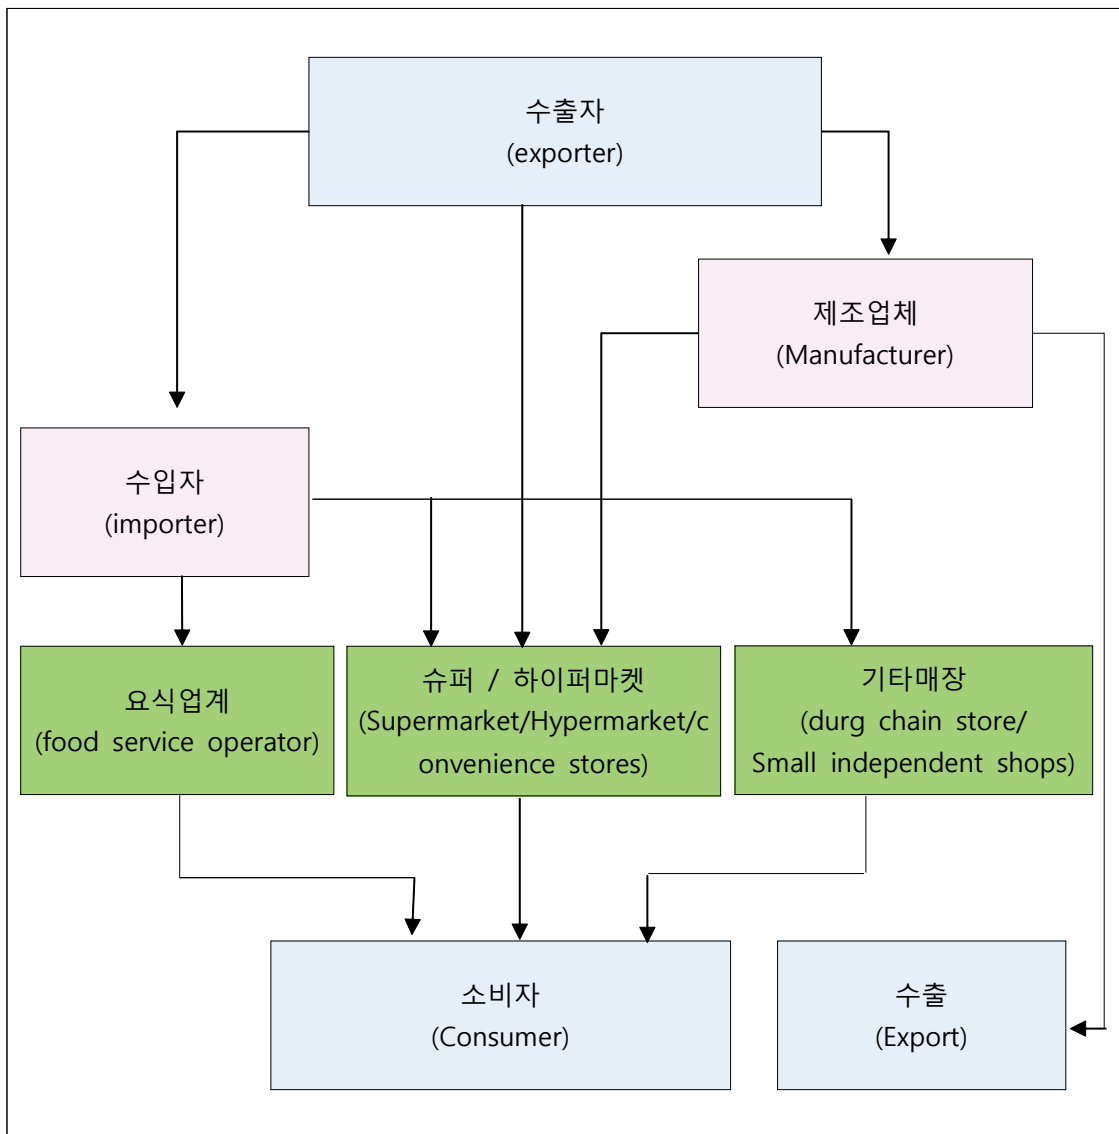 수출자
(exporter)
제조업체
(Manufacturer)
수입자
(importer)
요식업계
(food service operator)
슈퍼 / 하이퍼마켓
(Supermarket/Hypermarket/c
onvenience stores)
기타매장
(durg chain store/
Small independent shops)
소비자
(Consumer)
수출
(Export)